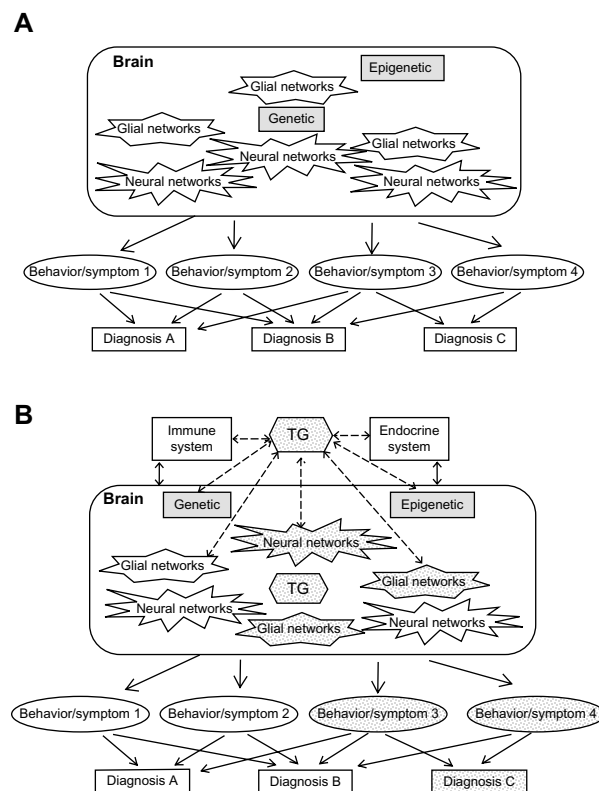 A
Brain
Epigenetic
Glial networks
Genetic
Glial networks
Glial networks
Neural networks
Neural networks
Neural networks
Behavior/symptom 1
Behavior/symptom 2
Behavior/symptom 3
Behavior/symptom 4
Diagnosis A
Diagnosis B
Diagnosis C
B
Immune
system
TG
Endocrine
system
Brain
Genetic
Epigenetic
Neural networks
Glial networks
TG
Glial networks
Neural networks
Glial networks
Neural networks
Behavior/symptom 1
Behavior/symptom 2
Behavior/symptom 3
Behavior/symptom 4
Diagnosis A
Diagnosis B
Diagnosis C